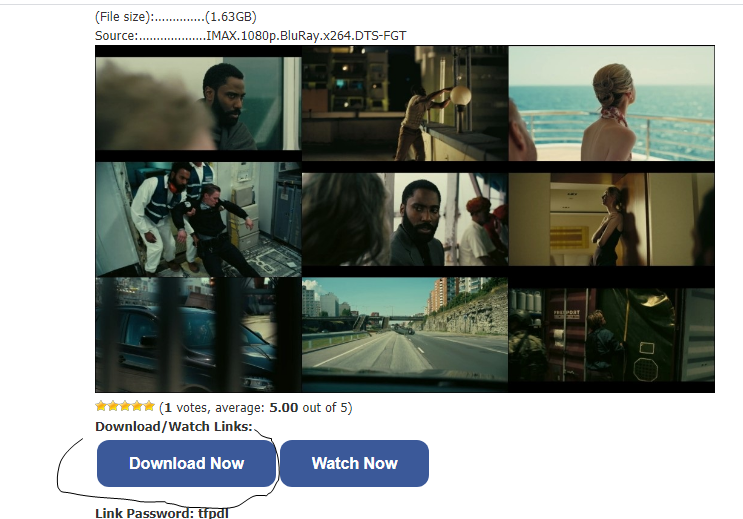 (File size):..............(1.63GB)
Source:...................IMAX.1080p.BluRay.x264.DTS-FGT
FREEPORT
(1 votes, average: 5.00 out of 5)
Download/Watch Links:
Download Now Watch Now
Link Password: tfpdl